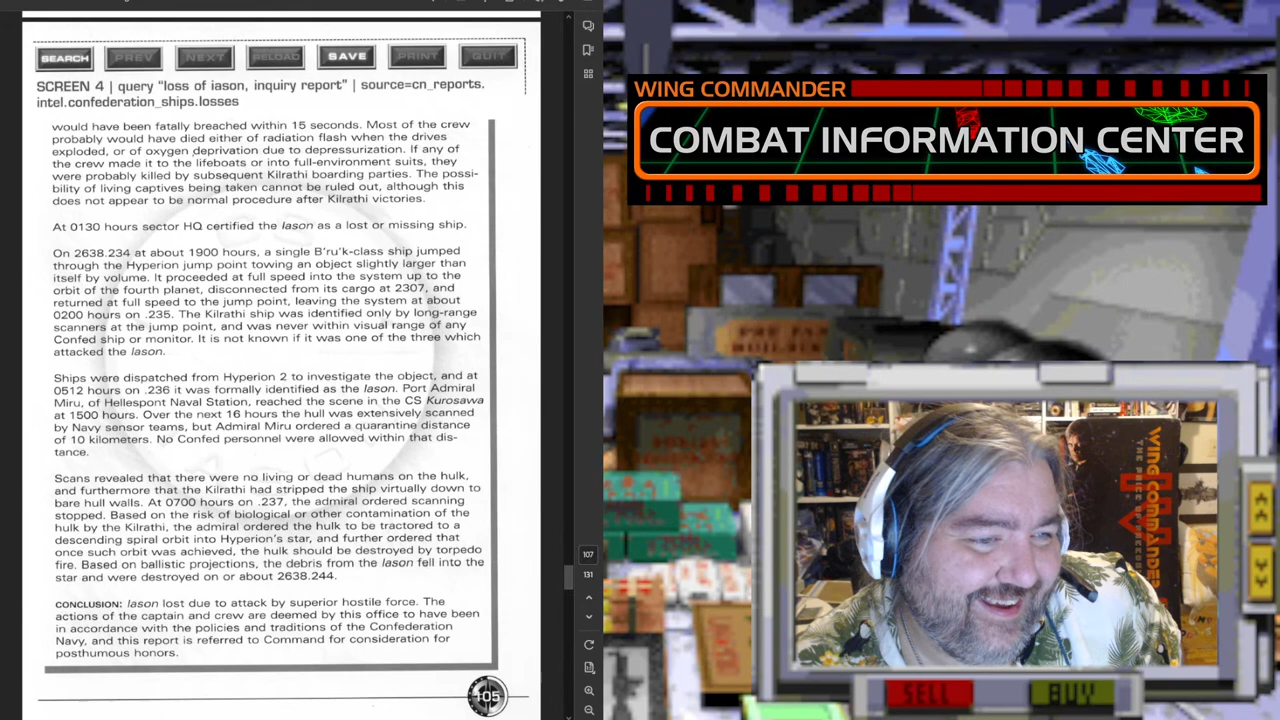 SEARCH PREV NEXT RELOAD SAVE PRINT QUIT
SCREEN 4 | query "loss of iason, inquiry report" | source=cn_reports.
intel.confederation_ships.losses
would have been fatally breached within 15 seconds. Most of the crew
probably would have died either of radiation flash when the drives
exploded, or of oxygen deprivation due to depressurization. If any of
the crew made it to the lifeboats or into full-environment suits, they
were probably killed by subsequent Kilrathi boarding parties. The possi-
bility of living captives being taken cannot be ruled out, although this
does not appear to be normal procedure after Kilrathi victories.
At 0130 hours sector HQ certified the Iason as a lost or missing ship.
On 2638.234 at about 1900 hours, a single B'ru'k-class ship jumped
through the Hyperion jump point towing an object slightly larger than
itself by volume. It proceeded at full speed into the system up to the
orbit of the fourth planet, disconnected from its cargo at 2307, and
returned at full speed to the jump point, leaving the system at about
0200 hours on .235. The Kilrathi ship was identified only by long-range
scanners at the jump point, and was never within visual range of any
Confed ship or monitor. It is not known if it was one of the three which
attacked the Iason.
Ships were dispatched from Hyperion 2 to investigate the object, and at
0512 hours on .236 it was formally identified as the Iason. Port Admiral
Miru, of Hellespont Naval Station, reached the scene in the CS Kurosawa
at 1500 hours. Over the next 16 hours the hull was extensively scanned
by Navy sensor teams, but Admiral Miru ordered a quarantine distance
of 10 kilometers. No Confed personnel were allowed within that dis-
tance.
Scans revealed that there were no living or dead humans on the hulk,
and furthermore that the Kilrathi had stripped the ship virtually down to
bare hull walls. At 0700 hours on .237, the admiral ordered scanning
stopped. Based on the risk of biological or other contamination of the
hulk by the Kilrathi, the admiral ordered the hulk to be tractored to a
descending spiral orbit into Hyperion's star, and further ordered that
once such orbit was achieved, the hulk should be destroyed by torpedo
fire. Based on ballistic projections, the debris from the Iason fell into the
star and were destroyed on or about 2638.244.
CONCLUSION: Iason lost due to attack by superior hostile force. The
actions of the captain and crew are deemed by this office to have been
in accordance with the policies and traditions of the Confederation
Navy, and this report is referred to Command for consideration for
posthumous honors.
105
107
131
WING COMMANDER
COMBAT INFORMATION CENTER
WING COMMANDER
SELL BUY